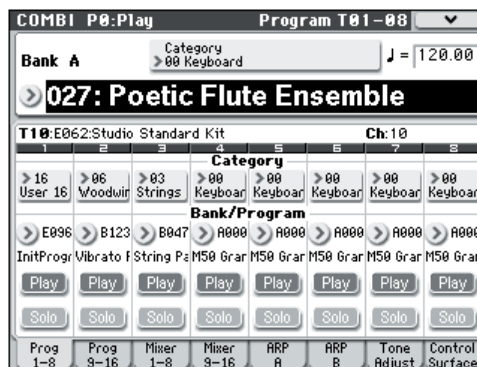 COMBI P0:Play Program T01-08
Bank A Category ♩= 120.00
00 Keyboard
027: Poetic Flute Ensemble
T10:E062:Studio Standard Kit Ch:10
1 2 3 4 5 6 7 8
Category
16 06 03 00 00 00 00 00
User 16 Woodwin Strings Keyboar Keyboar Keyboar Keyboar Keyboar
Bank/Program
E096 B123 B047 A000 A000 A000 A000 A000
InitProgr Vibrato F String Pa M50 Grar M50 Grar M50 Grar M50 Grar M50 Gra
Play Play Play Play Play Play Play Play
Solo Solo Solo Solo Solo Solo Solo Solo
Prog Prog Mixer Mixer ARP ARP Tone Control
1-8 9-16 1-8 9-16 A B Adjust Surface